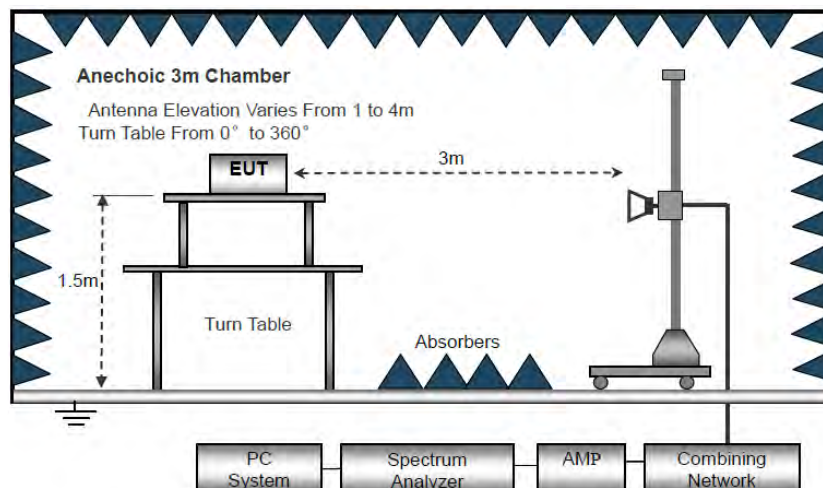 Anechoic 3m Chamber
Antenna Elevation Varies From 1 to 4m
Turn Table From 0° to 360°
EUT
3m
1.5m
Turn Table
Absorbers
PC
System
Spectrum
Analyzer
AMP
Combining
Network